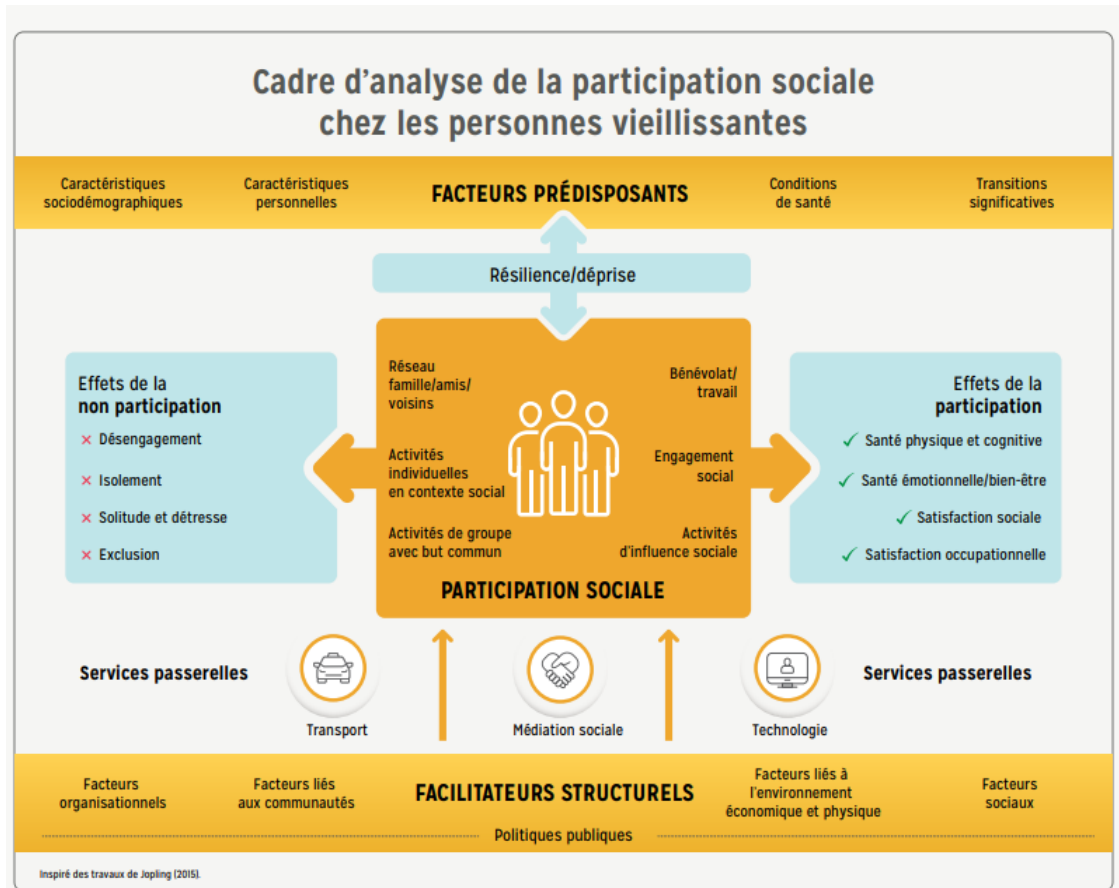 Cadre d'analyse de la participation sociale
chez les personnes vieillissantes
Caractéristiques
sociodémographiques
Caractéristiques
personnelles
FACTEURS PRÉDISPOSANTS
Conditions
de santé
Transitions
significatives
Résilience/déprise
Effets de la
non participation
× Désengagement
× Isolement
× Solitude et détresse
× Exclusion
Réseau
famille/amis/
voisins
Activités
individuelles
en contexte social
Activités de groupe
avec but commun
Bénévolat/
travail
Engagement
social
Activités
d'influence sociale
PARTICIPATION SOCIALE
Effets de la
participation
✓ Santé physique et cognitive
✓ Santé émotionnelle/bien-être
✓ Satisfaction sociale
✓ Satisfaction occupationnelle
Services passerelles
Transport
Médiation sociale
Technologie
Services passerelles
Facteurs
organisationnels
Facteurs liés
aux communautés
FACILITATEURS STRUCTURELS
Facteurs liés à
l'environnement
économique et physique
Facteurs
sociaux
Politiques publiques
Inspiré des travaux de Jopling (2015).